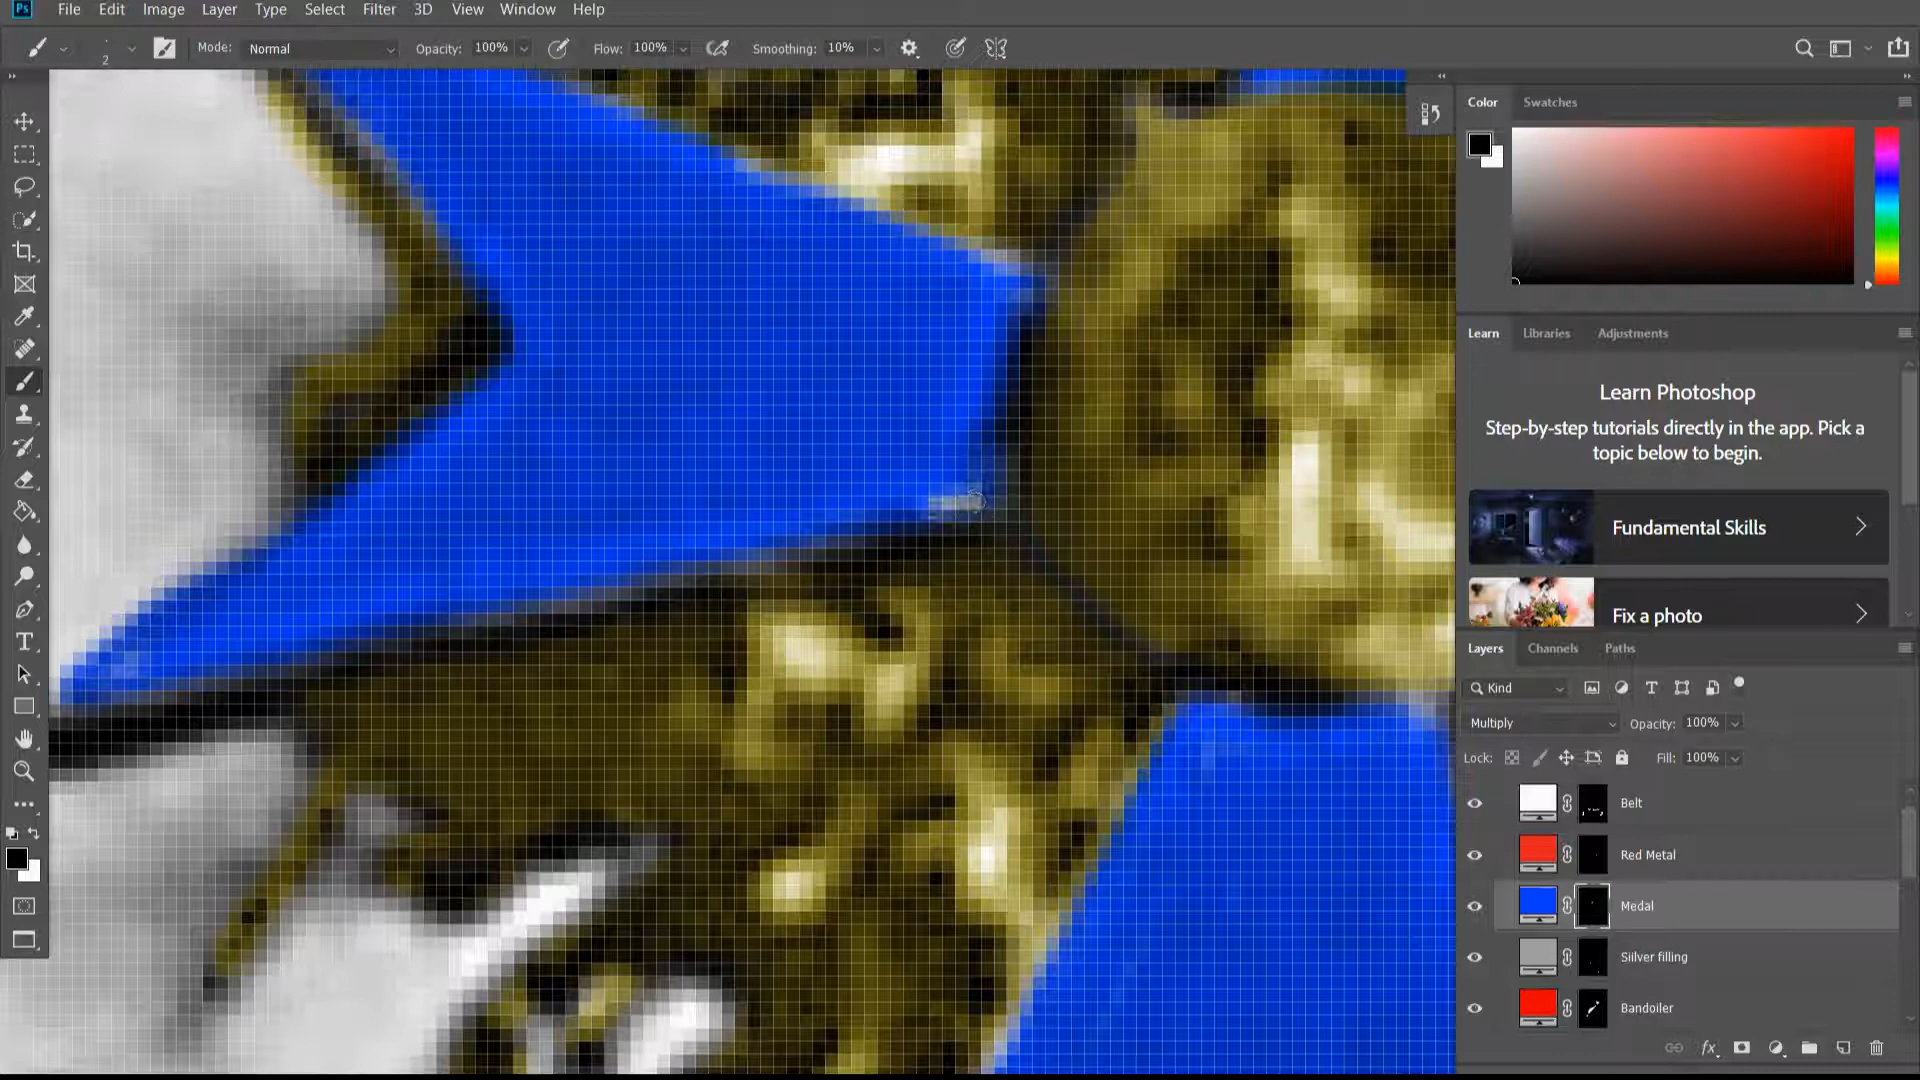 Ps File Edit Image Layer Type Select Filter 3D View Window Help
2 Mode: Normal Opacity: 100% Flow: 100% Smoothing: 10%
Color Swatches
Learn Libraries Adjustments
Learn Photoshop
Step-by-step tutorials directly in the app. Pick a
topic below to begin.
Fundamental Skills
Fix a photo
Layers Channels Paths
Kind
Multiply Opacity: 100%
Lock: Fill: 100%
Belt
Red Metal
Medal
Siilver filling
Bandoiler
fx